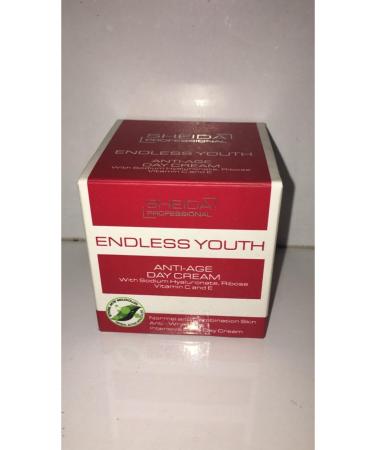 SHEIDA
PROFESSIONAL
ENDLESS YOUTH
ANTI-AGE
DAY CREAM
With Sodium Hyaluronate, Ribose
Vitamin C and E
SHEIDA
PROFESSIONAL
ENDLESS YOUTH
ANTI-AGE
DAY CREAM
With Sodium Hyaluronate, Ribose
Vitamin C and E
Normal and Combination Skin
Anti
Day Cream